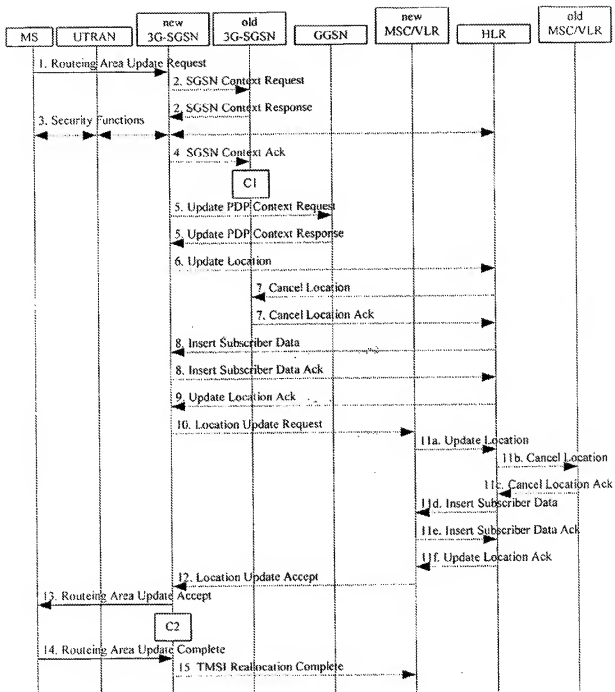 MS
UTRAN
new
3G-SGSN
old
3G-SGSN
GGSN
new
MSC/VLR
HLR
old
MSC/VLR
1. Routeing Area Update Request
2. SGSN Context Request
2. SGSN Context Response
3. Security Functions
4 SGSN Context Ack
C1
5. Update PDP Context Request
5. Update PDP Context Response
6. Update Location
7. Cancel Location
7. Cancel Location Ack
8. Insert Subscriber Data
8. Insert Subscriber Data Ack
9. Update Location Ack
10. Location Update Request
11a. Update Location
11b. Cancel Location
11c. Cancel Location Ack
11d. Insert Subscriber Data
11e. Insert Subscriber Data Ack
11f. Update Location Ack
12. Location Update Accept
13. Routeing Area Update Accept
C2
14. Routeing Area Update Complete
15 TMSI Reallocation Complete